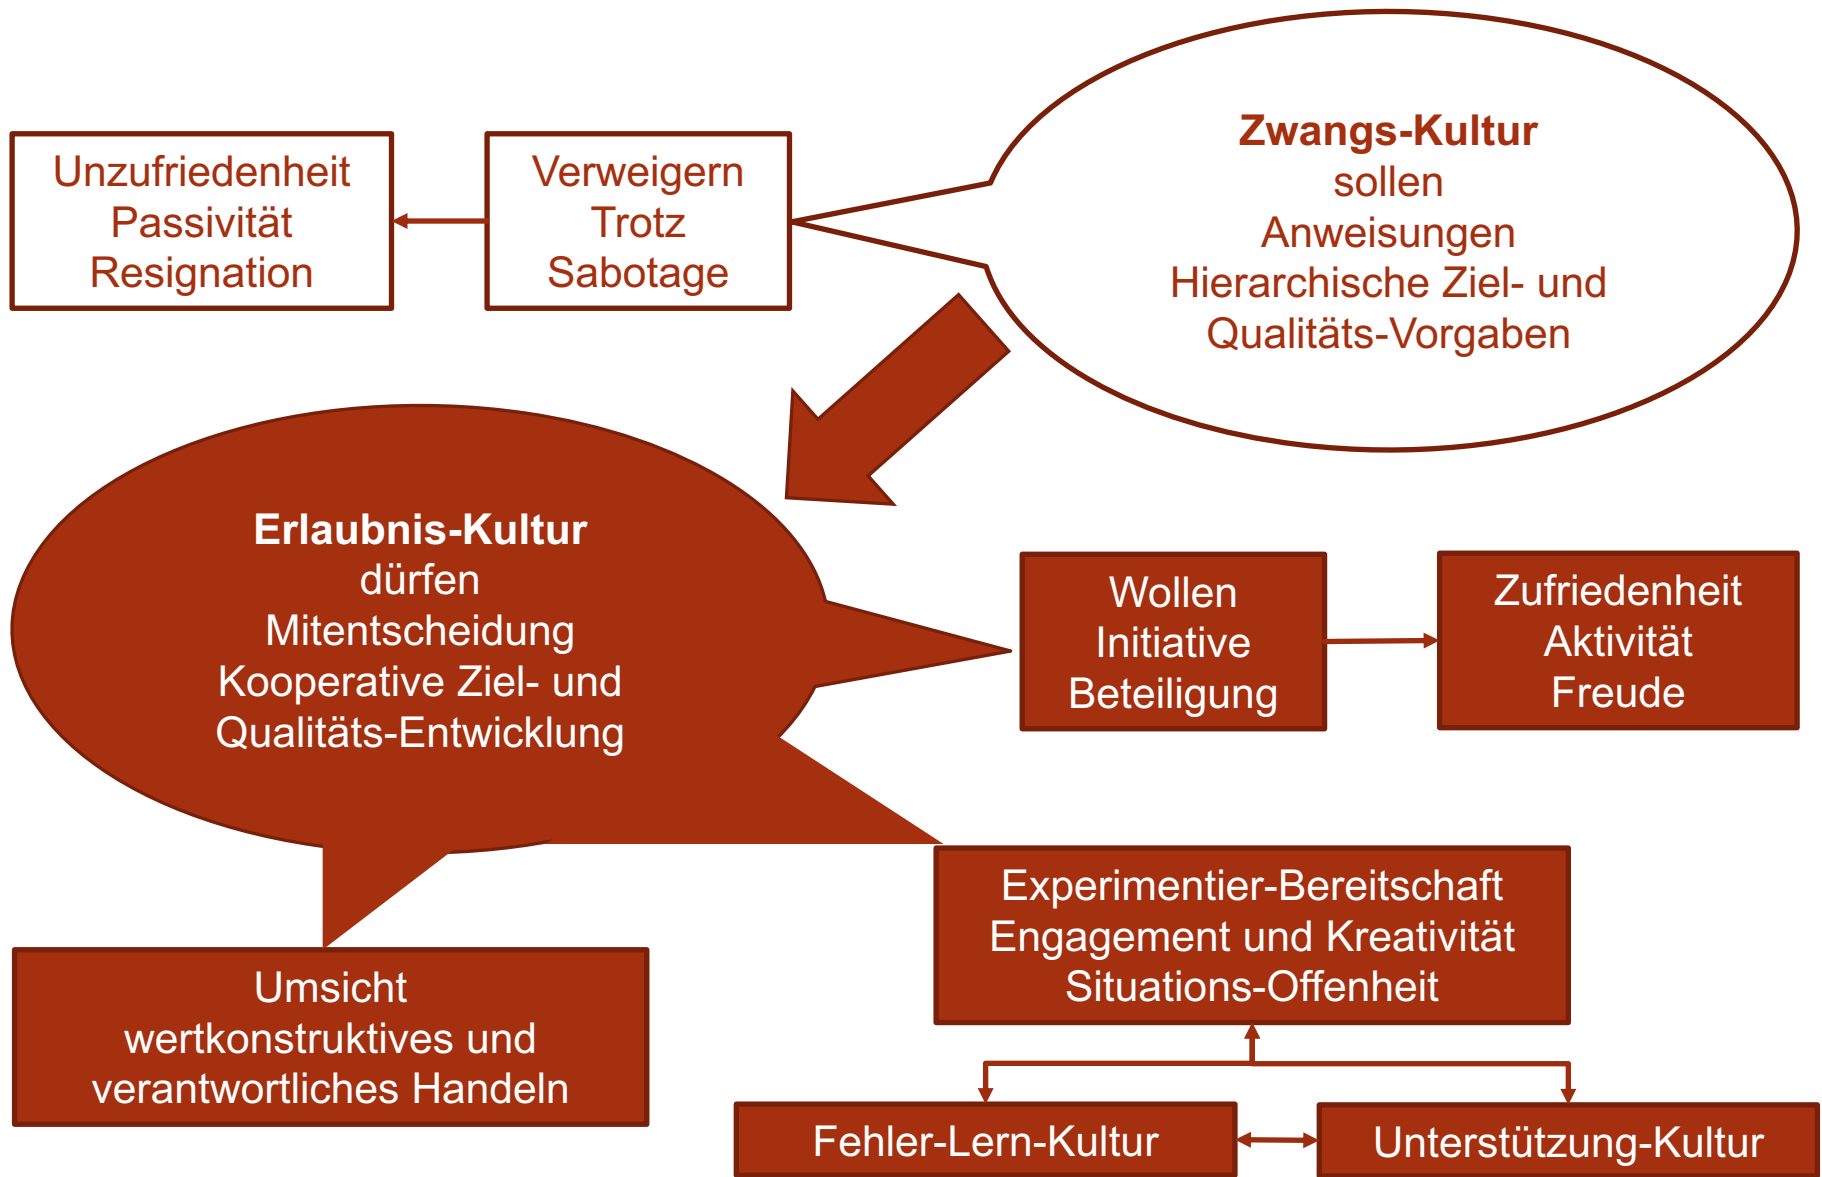 Zwangs-Kultur
sollen
Anweisungen
Hierarchische Ziel- und
Qualitäts-Vorgaben
Verweigern
Trotz
Sabotage
Unzufriedenheit
Passivität
Resignation
Erlaubnis-Kultur
dürfen
Mitentscheidung
Kooperative Ziel- und
Qualitäts-Entwicklung
Wollen
Initiative
Beteiligung
Zufriedenheit
Aktivität
Freude
Experimentier-Bereitschaft
Engagement und Kreativität
Situations-Offenheit
Umsicht
wertkonstruktives und
verantwortliches Handeln
Fehler-Lern-Kultur
Unterstützung-Kultur